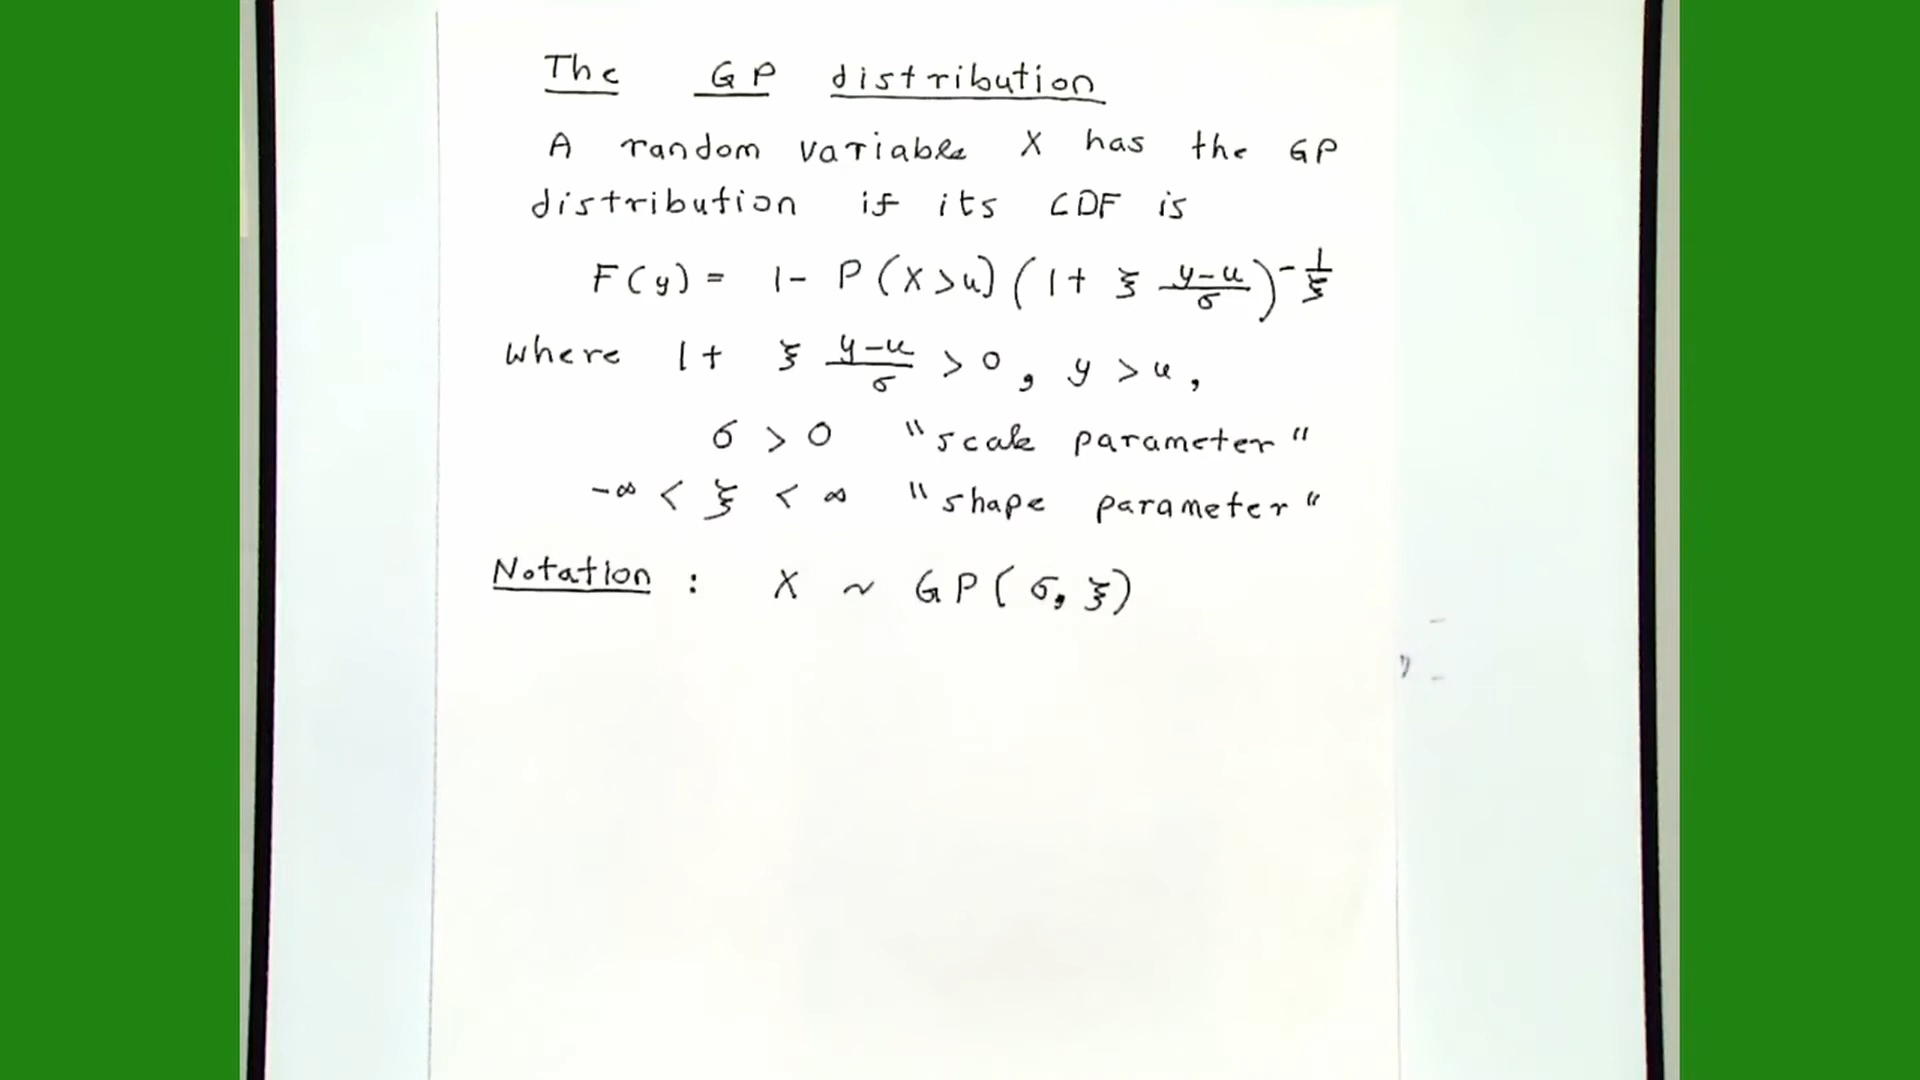 The GP distribution
A random variable X has the GP
distribution if its CDF is
F(y) = 1 - P(X>u) (1 + ξ (y-u)/σ)^(-1/ξ)
where 1 + ξ (y-u)/σ > 0, y > u,
σ > 0 "scale parameter"
-∞ < ξ < ∞ "shape parameter"
Notation : X ~ GP(σ, ξ)